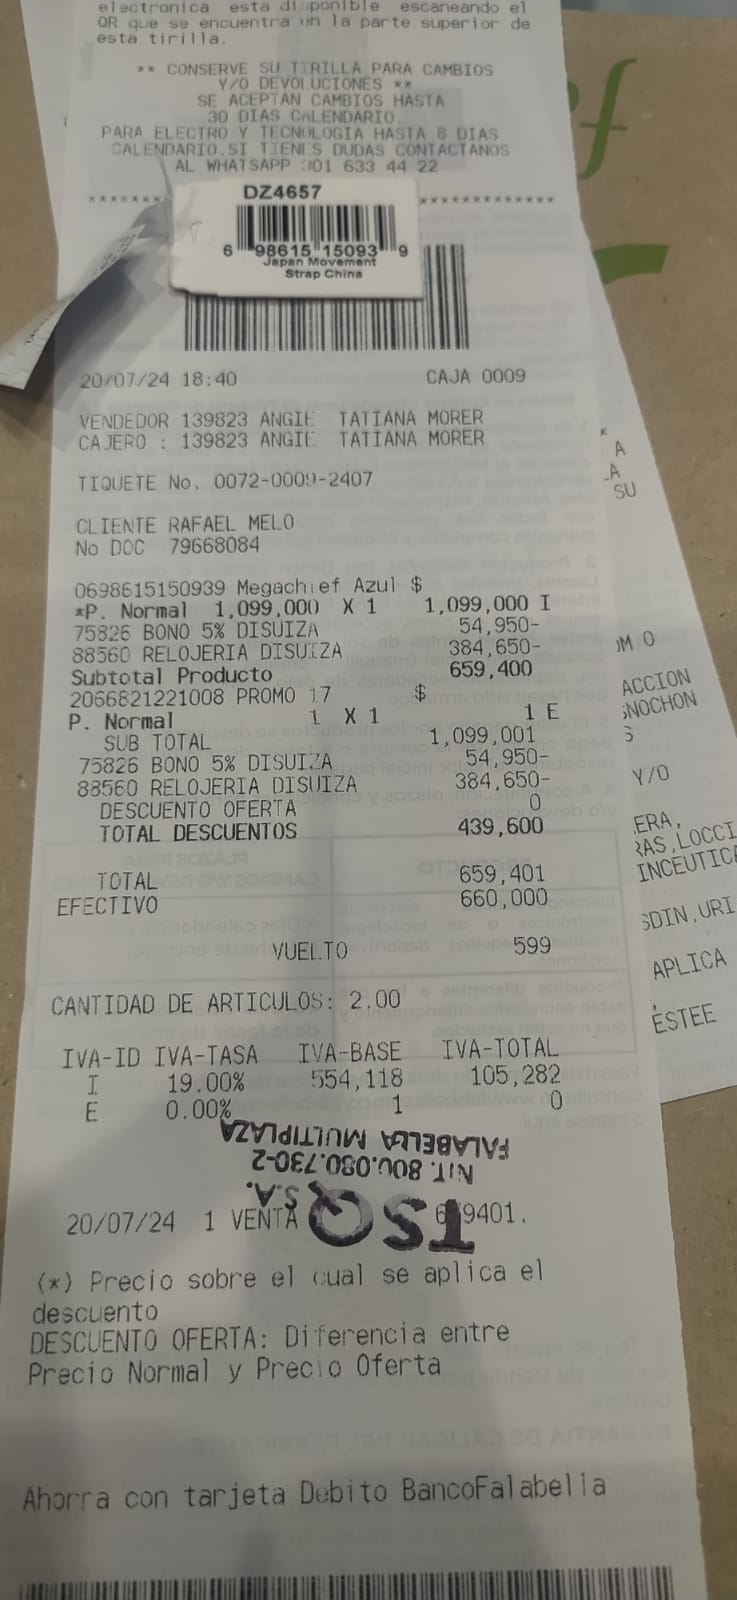 electronica esta disponible escaneando el
QR que se encuentra en la parte superior de
esta tirilla.
** CONSERVE SU TIRILLA PARA CAMBIOS
Y/O DEVOLUCIONES **
SE ACEPTAN CAMBIOS HASTA
30 DIAS CALENDARIO.
PARA ELECTRO Y TECNOLOGIA HASTA 8 DIAS
CALENDARIO.SI TIENES DUDAS CONTACTANOS
AL WHATSAPP 301 633 44 22
DZ4657
6 98615 15093 9
Japan Movement
Strap China
20/07/24 18:40 CAJA 0009
VENDEDOR 139823 ANGIE TATIANA MORER
CAJERO : 139823 ANGIE TATIANA MORER
TIQUETE No. 0072-0009-2407
CLIENTE RAFAEL MELO
No DOC 79668084
0698615150939 Megachief Azul $
*P. Normal 1,099,000 X 1 1,099,000 I
75826 BONO 5% DISUIZA 54,950-
88560 RELOJERIA DISUIZA 384,650-
Subtotal Producto 659,400
2066821221008 PROMO 17 $
P. Normal 1 X 1 1 E
SUB TOTAL 1,099,001
75826 BONO 5% DISUIZA 54,950-
88560 RELOJERIA DISUIZA 384,650-
DESCUENTO OFERTA 0
TOTAL DESCUENTOS 439,600
TOTAL 659,401
EFECTIVO 660,000
VUELTO 599
CANTIDAD DE ARTICULOS: 2.00
IVA-ID IVA-TASA IVA-BASE IVA-TOTAL
I 19.00% 554,118 105,282
E 0.00% 1 0
FALABELLA MULTIPLAZA
NIT. 800.080.730-2
S.A.
20/07/24 1 VENTA 659401.
(*) Precio sobre el cual se aplica el
descuento
DESCUENTO OFERTA: Diferencia entre
Precio Normal y Precio Oferta
Ahorra con tarjeta Debito BancoFalabella
A
SU
ACCION
Y/O
ERA,
SDIN,URI
APLICA
ESTEE